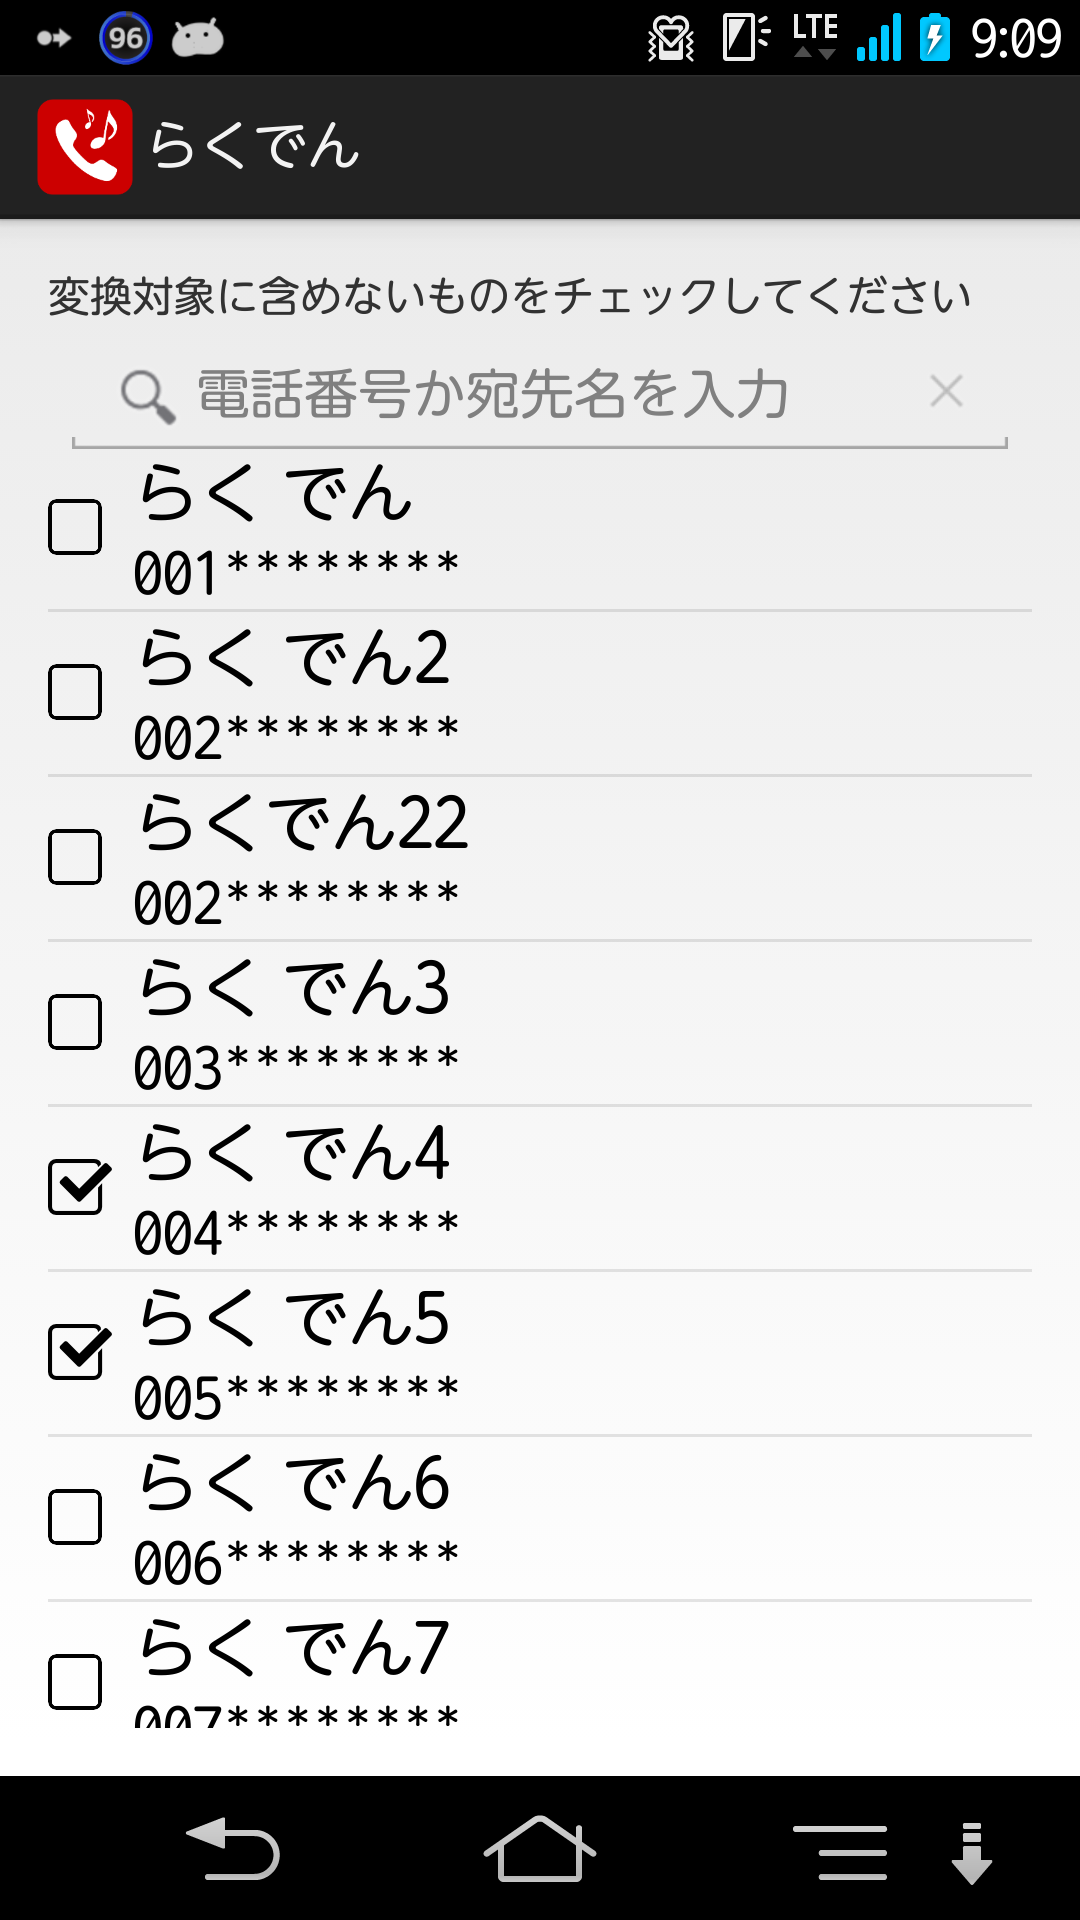 96
LTE
9:09
らくでん
変換対象に含めないものをチェックしてください
電話番号か宛先名を入力
らく でん
001********
らく でん2
002********
らくでん22
002********
らく でん3
003********
らく でん4
004********
らく でん5
005********
らく でん6
006********
らく でん7
007********